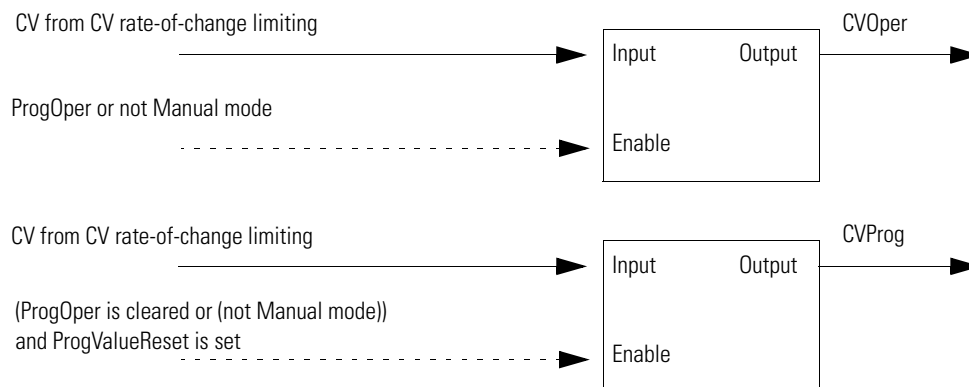 CV from CV rate-of-change limiting
CVOper
Input
Output
ProgOper or not Manual mode
Enable
CV from CV rate-of-change limiting
CVProg
Input
Output
(ProgOper is cleared or (not Manual mode))
and ProgValueReset is set
Enable